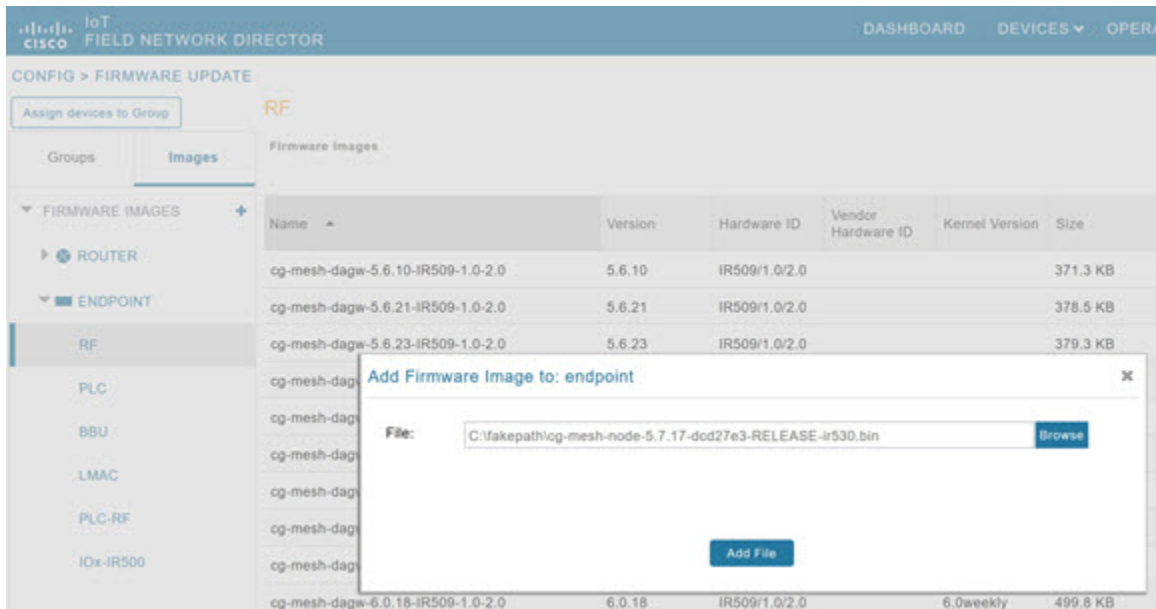 cisco
IoT
FIELD NETWORK DIRECTOR
DASHBOARD
DEVICES
CONFIG > FIRMWARE UPDATE
Assign devices to Group
RF
Groups
Images
Firmware Images
FIRMWARE IMAGES +
Name Version Hardware ID Vendor Hardware ID Kernel Version Size
ROUTER
cg-mesh-dagw-5.6.10-IR509-1.0-2.0 5.6.10 IR509/1.0/2.0 371.3 KB
ENDPOINT
cg-mesh-dagw-5.6.21-IR509-1.0-2.0 5.6.21 IR509/1.0/2.0 378.5 KB
RF
cg-mesh-dagw-5.6.23-IR509-1.0-2.0 5.6.23 IR509/1.0/2.0 379.3 KB
Add Firmware Image to: endpoint
PLC
BBU
File: C:\fakepath\cg-mesh-node-5.7.17-dcd27e3-RELEASE-ir530.bin Browse
LMAC
PLC-RF
IOx-IR500
Add File
cg-mesh-dagw-6.0.18-IR509-1.0-2.0 6.0.18 IR509/1.0/2.0 6.0weekly 499.8 KB